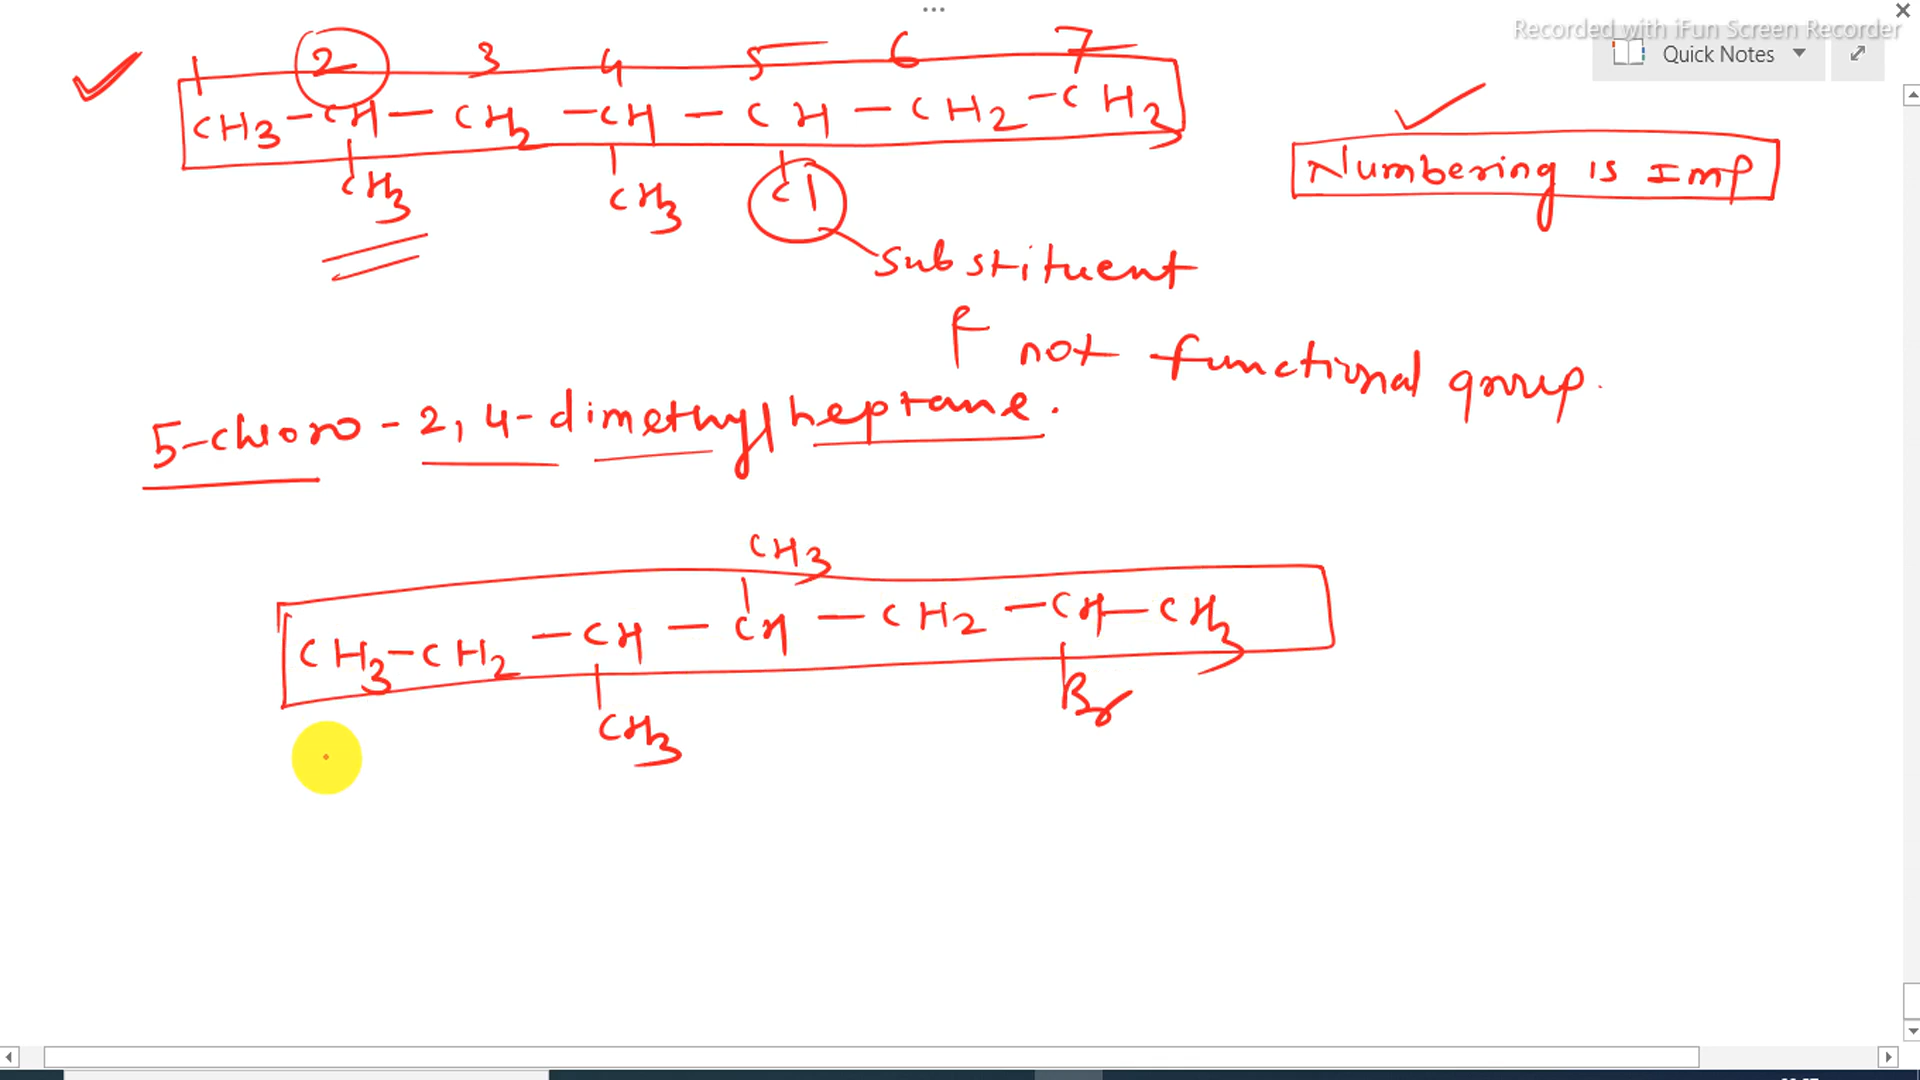 Recorded with iFun Screen Recorder
Quick Notes
1 2 3 4 5 6 7
CH3-CH-CH2-CH-CH-CH2-CH2
CH3 CH3 Cl
Numbering is Imp
substituent
not functional group.
5-chloro-2,4-dimethylheptane.
CH3
CH3-CH2-CH-CH-CH2-CH-CH3
CH3 Br